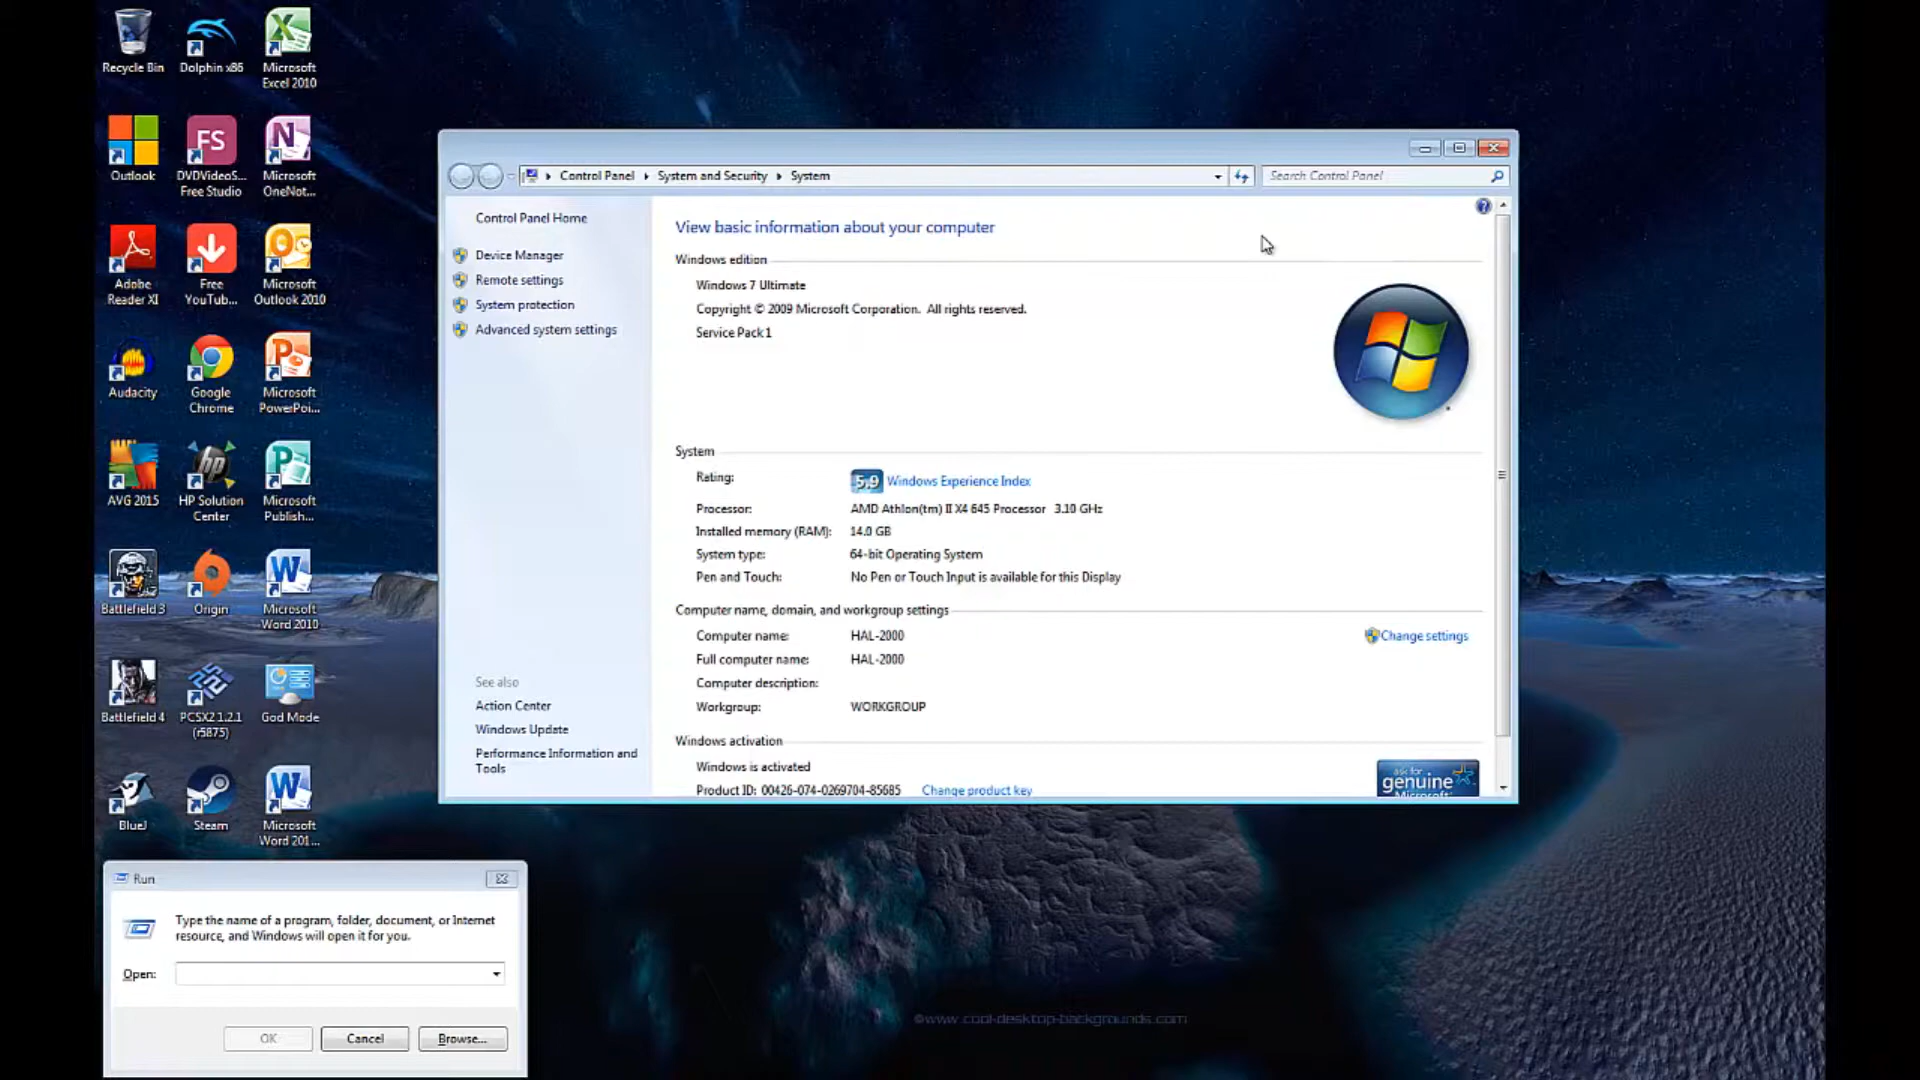 Recycle Bin
Dolphin x86
Microsoft
Excel 2010
Outlook
FS
DVDVideoS...
Free Studio
Microsoft
OneNot...
Adobe
Reader XI
Free
YouTub...
Microsoft
Outlook 2010
Audacity
Google
Chrome
Microsoft
PowerPoi...
AVG 2015
HP Solution
Center
Microsoft
Publish...
Battlefield 3
Origin
Microsoft
Word 2010
Battlefield 4
PCSX2 1.2.1
(r5875)
God Mode
BlueJ
Steam
Microsoft
Word 201...
Control Panel
System and Security
System
Search Control Panel
Control Panel Home
Device Manager
Remote settings
System protection
Advanced system settings
See also
Action Center
Windows Update
Performance Information and
Tools
View basic information about your computer
Windows edition
Windows 7 Ultimate
Copyright © 2009 Microsoft Corporation. All rights reserved.
Service Pack 1
System
Rating: 5,9 Windows Experience Index
Processor: AMD Athlon(tm) II X4 645 Processor 3.10 GHz
Installed memory (RAM): 14.0 GB
System type: 64-bit Operating System
Pen and Touch: No Pen or Touch Input is available for this Display
Computer name, domain, and workgroup settings
Computer name: HAL-2000 Change settings
Full computer name: HAL-2000
Computer description:
Workgroup: WORKGROUP
Windows activation
Windows is activated
Product ID: 00426-074-0269704-85685 Change product key
ask for
genuine
Microsoft
Run
Type the name of a program, folder, document, or Internet
resource, and Windows will open it for you.
Open:
OK Cancel Browse...
©www.cool-desktop-backgrounds.com